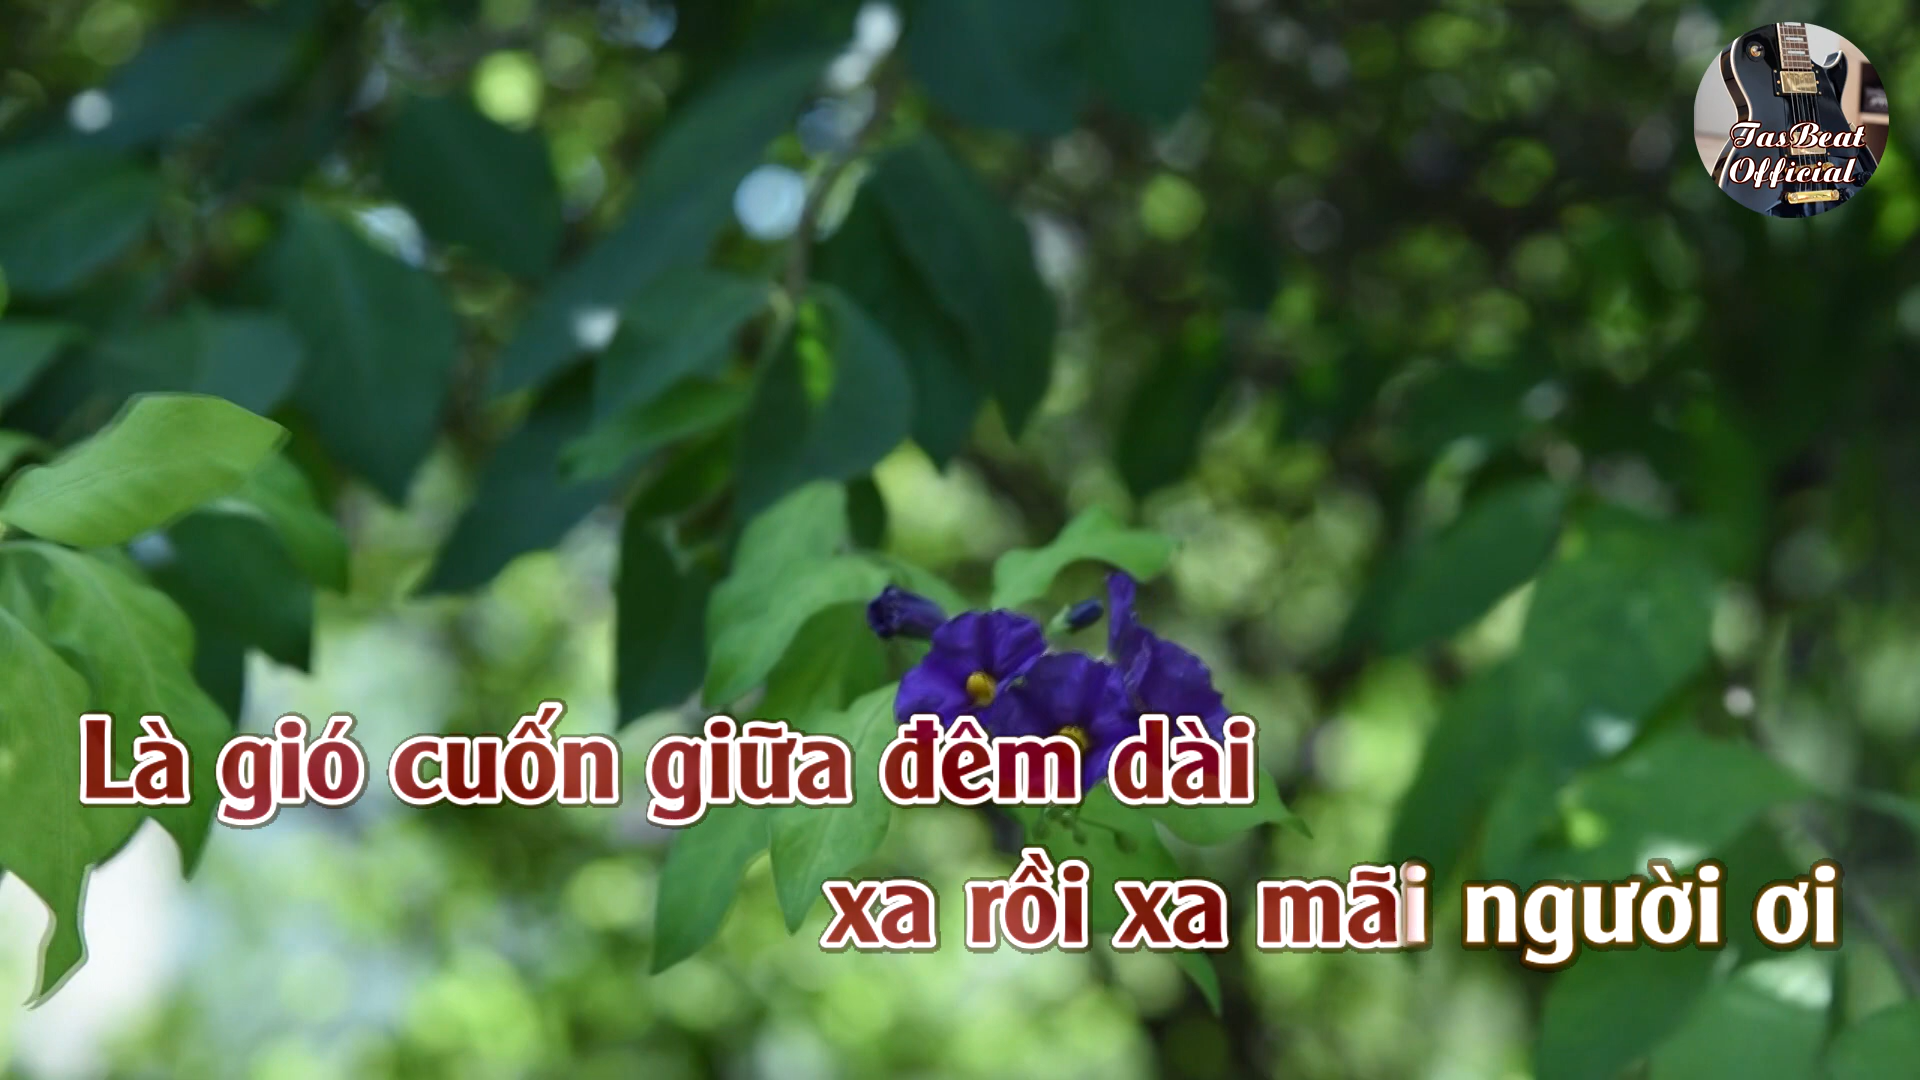 TasBeat
Official
Là gió cuốn giữa đêm dài
xa rồi xa mãi người ơi